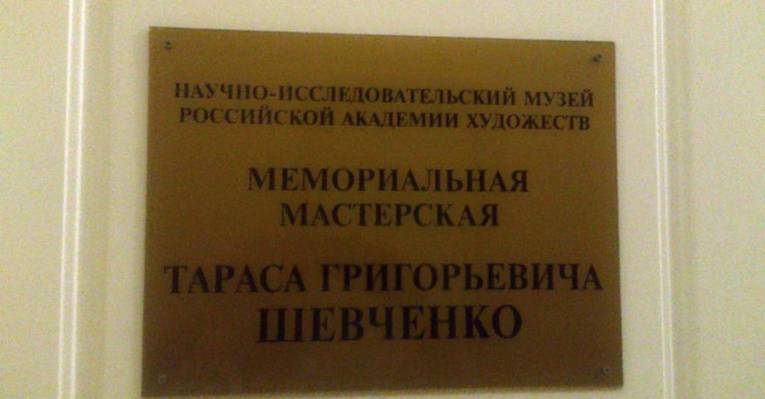 НАУЧНО-ИССЛЕДОВАТЕЛЬСКИЙ МУЗЕЙ
РОССИЙСКОЙ АКАДЕМИИ ХУДОЖЕСТВ
МЕМОРИАЛЬНАЯ
МАСТЕРСКАЯ
ТАРАСА ГРИГОРЬЕВИЧА
ШЕВЧЕНКО